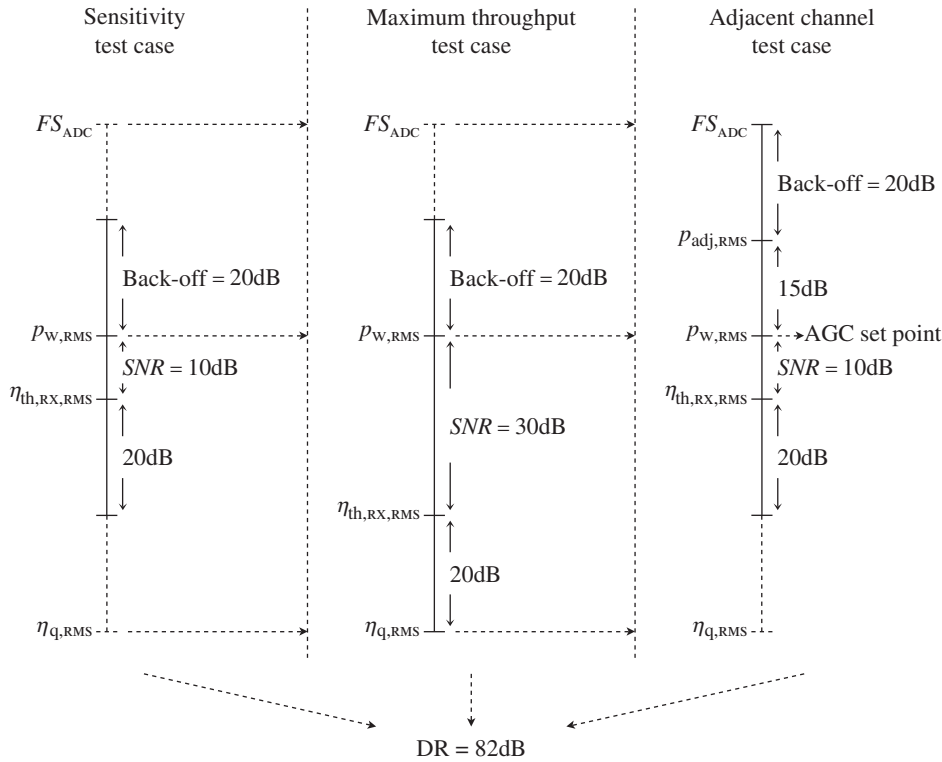 Sensitivity
test case
Maximum throughput
test case
Adjacent channel
test case
FS_ADC
FS_ADC
FS_ADC
Back-off = 20dB
p_adj,RMS
Back-off = 20dB
Back-off = 20dB
15dB
p_W,RMS
p_W,RMS
p_W,RMS
AGC set point
SNR = 10dB
SNR = 10dB
η_th,RX,RMS
η_th,RX,RMS
SNR = 30dB
20dB
20dB
η_th,RX,RMS
20dB
η_q,RMS
η_q,RMS
η_q,RMS
DR = 82dB